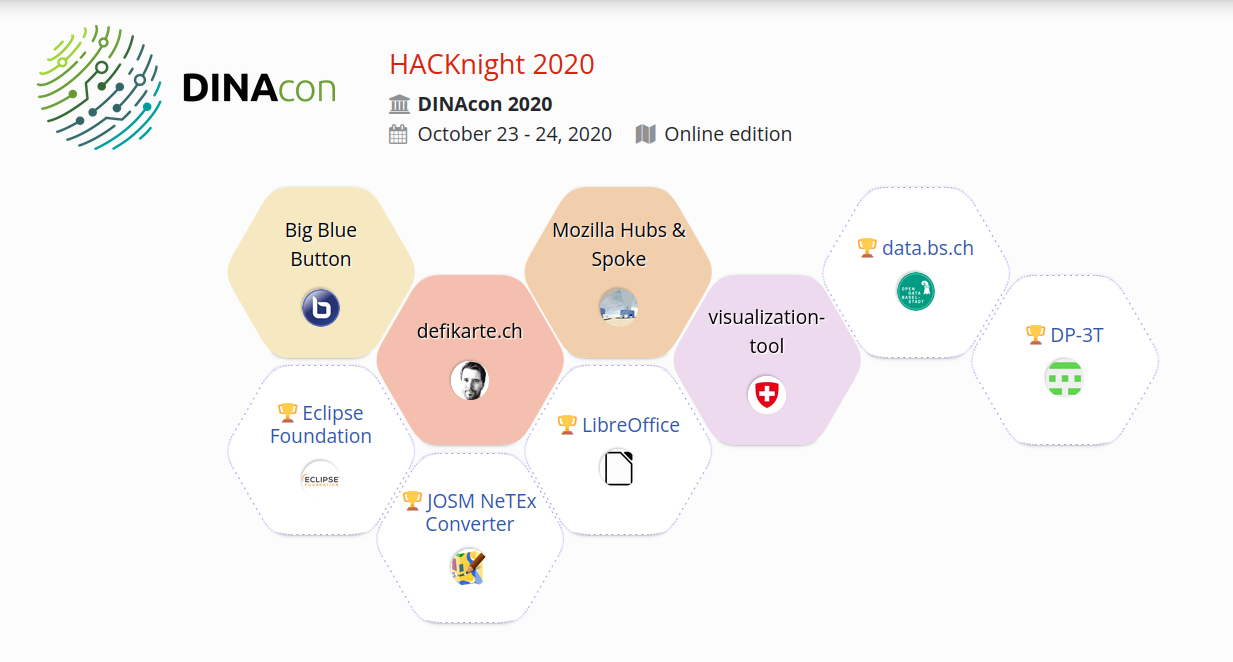 DINAcon
HACKnight 2020
DINAcon 2020
October 23 - 24, 2020
Online edition
Big Blue
Button
Mozilla Hubs &
Spoke
data.bs.ch
OPEN
DATA
BASEL-
STADT
defikarte.ch
visualization-
tool
DP-3T
Eclipse
Foundation
ECLIPSE
FOUNDATION
LibreOffice
JOSM NeTEx
Converter